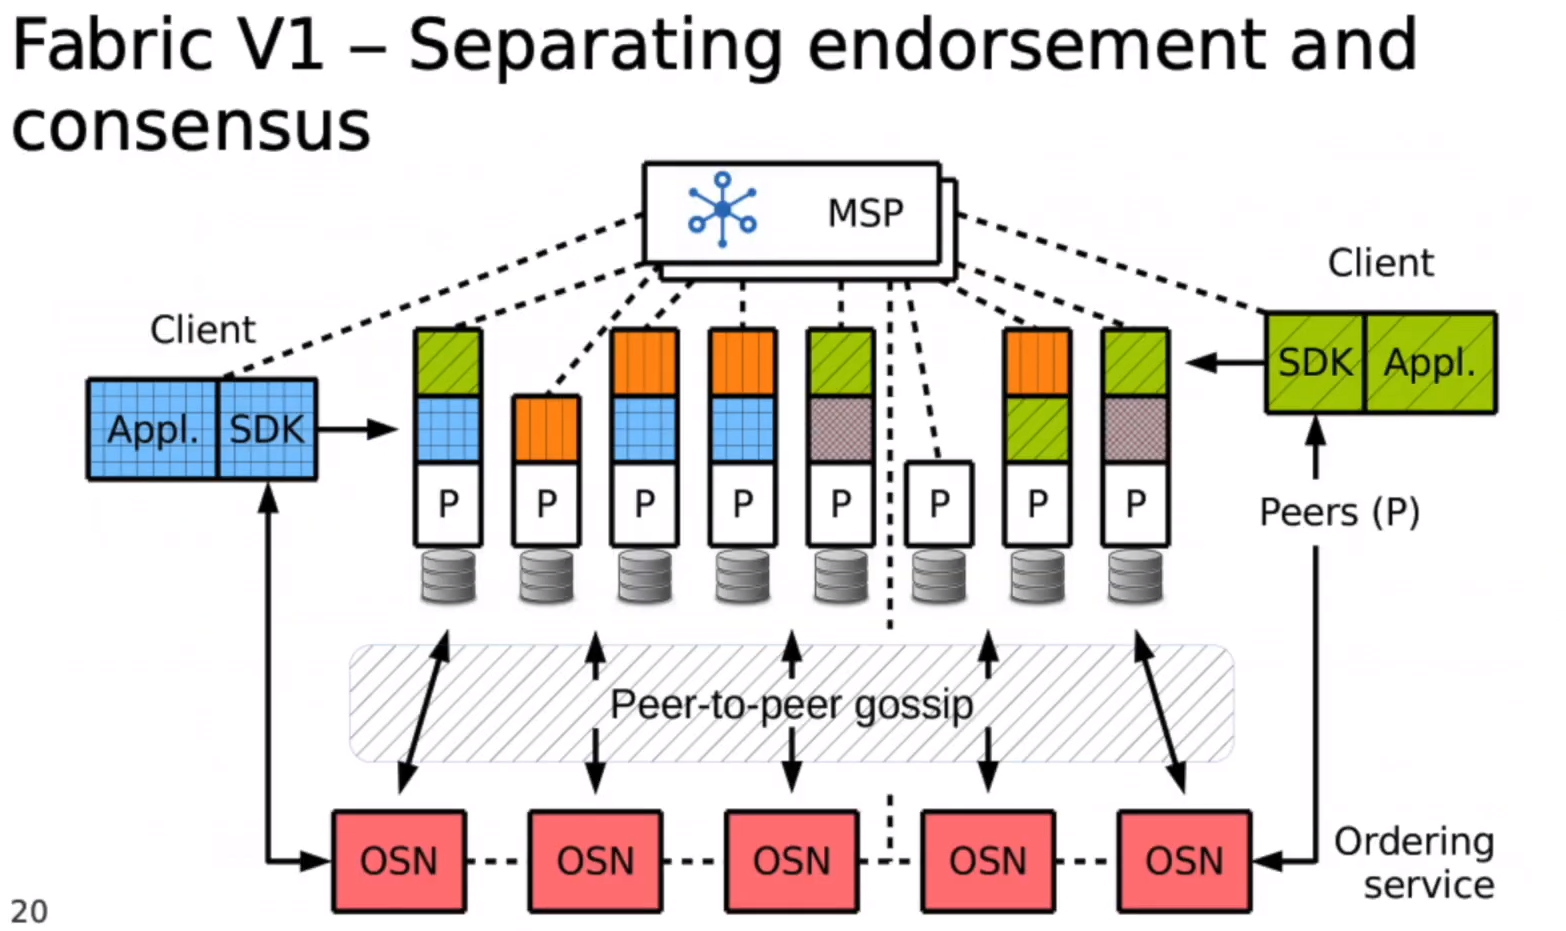 Fabric V1 – Separating endorsement and
consensus
MSP
Client
Client
SDK Appl.
Appl. SDK
P P P P P P P P
Peers (P)
Peer-to-peer gossip
OSN OSN OSN OSN OSN
Ordering
service
20